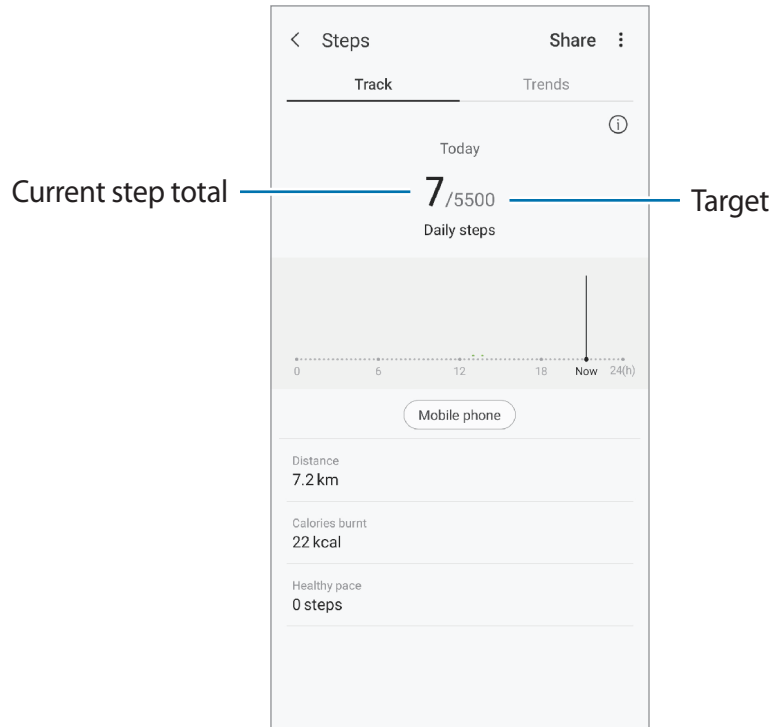 Steps Share
Track Trends
Today
Current step total 7/5500 Target
Daily steps
0 6 12 18 Now 24(h)
Mobile phone
Distance
7.2 km
Calories burnt
22 kcal
Healthy pace
0 steps